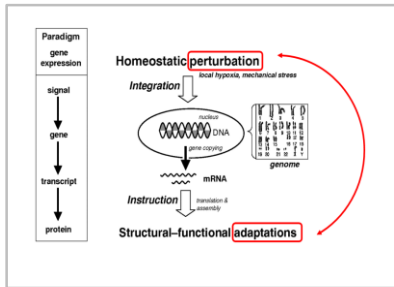 Paradigm
gene
expression
signal
gene
transcript
protein
Homeostatic perturbation
local hypoxia, mechanical stress
Integration
nucleus
DNA
gene copying
mRNA
genome
Instruction
translation &
assembly
Structural–functional adaptations